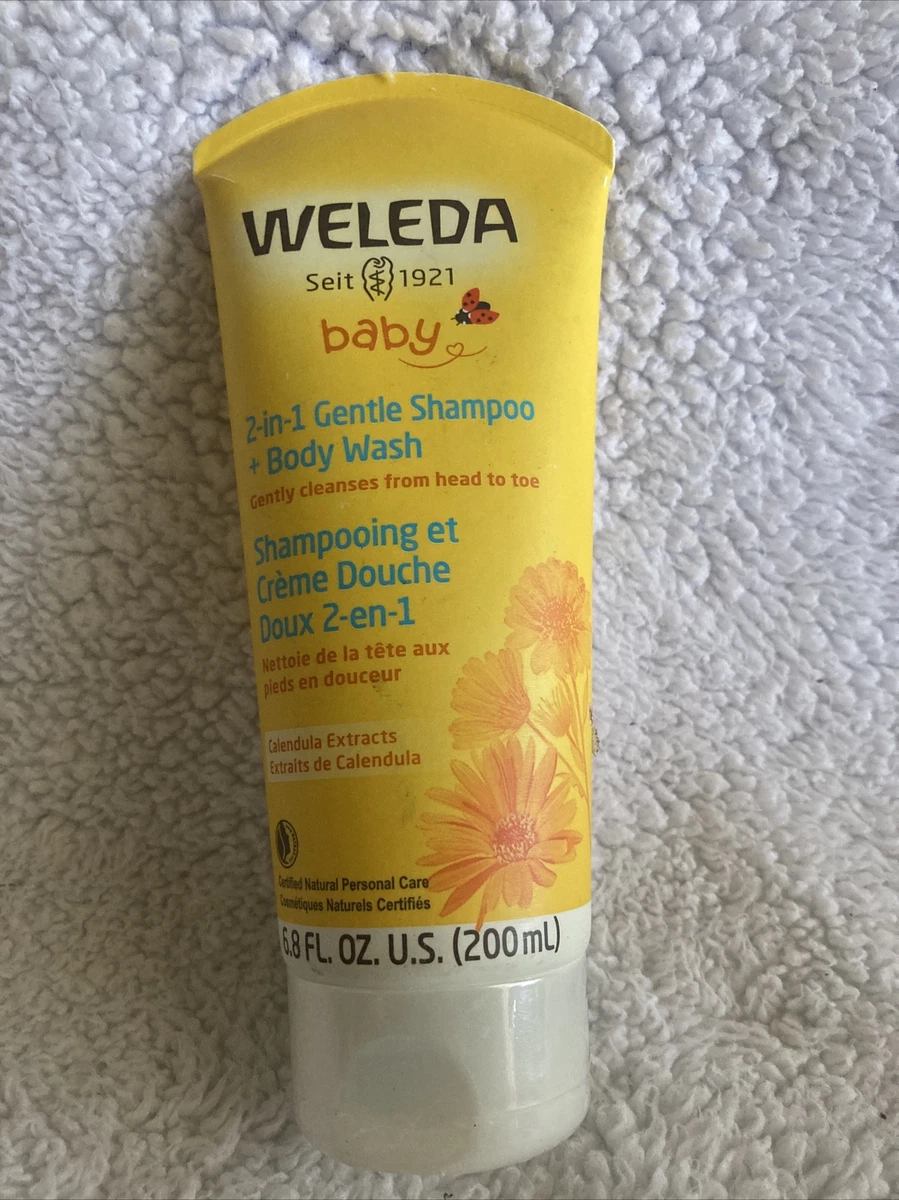 WELEDA
Seit 1921
baby
2-in-1 Gentle Shampoo
+ Body Wash
Gently cleanses from head to toe
Shampooing et
Crème Douche
Doux 2-en-1
Nettoie de la tête aux
pieds en douceur
Calendula Extracts
Extraits de Calendula
Certified Natural Personal Care
Cosmétiques Naturels Certifiés
6.8 FL. OZ. U.S. (200 mL)